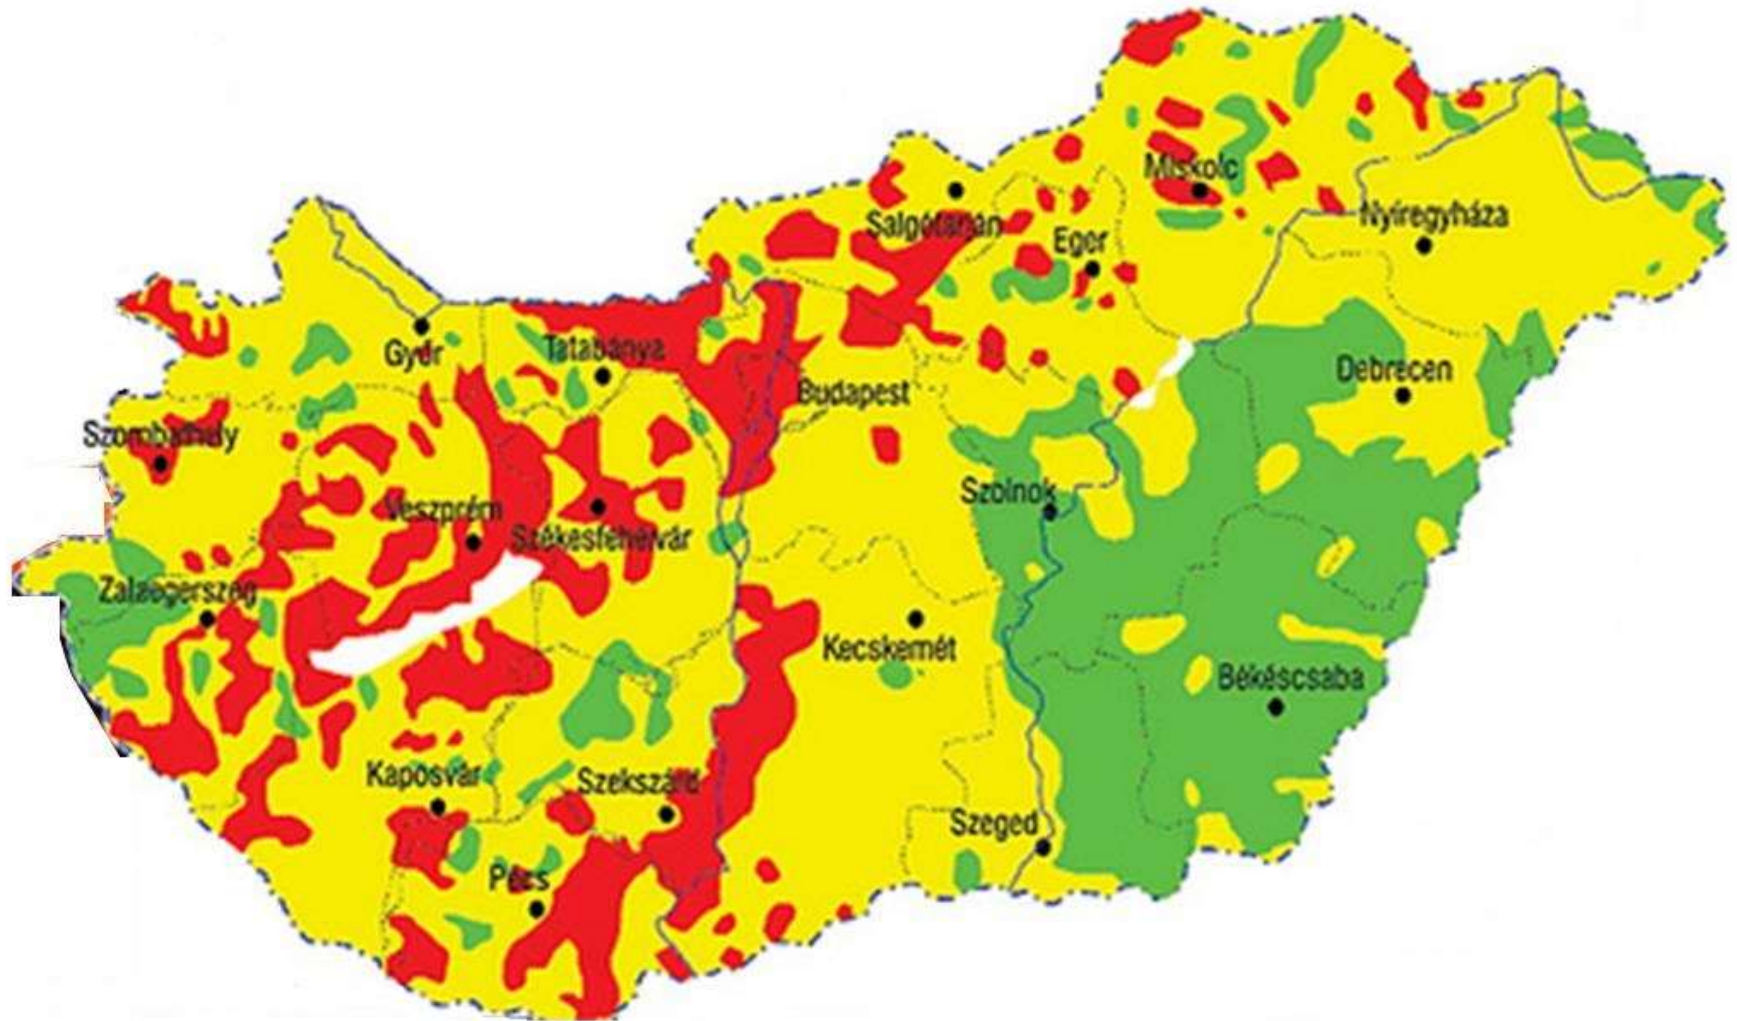 Miskolc
Salgótarján
Nyíregyháza
Eger
Győr
Tatabánya
Debrecen
Budapest
Szombathely
Szolnok
Veszprém
Székesfehérvár
Zalaegerszeg
Kecskemét
Békéscsaba
Kaposvár
Szekszárd
Szeged
Pécs